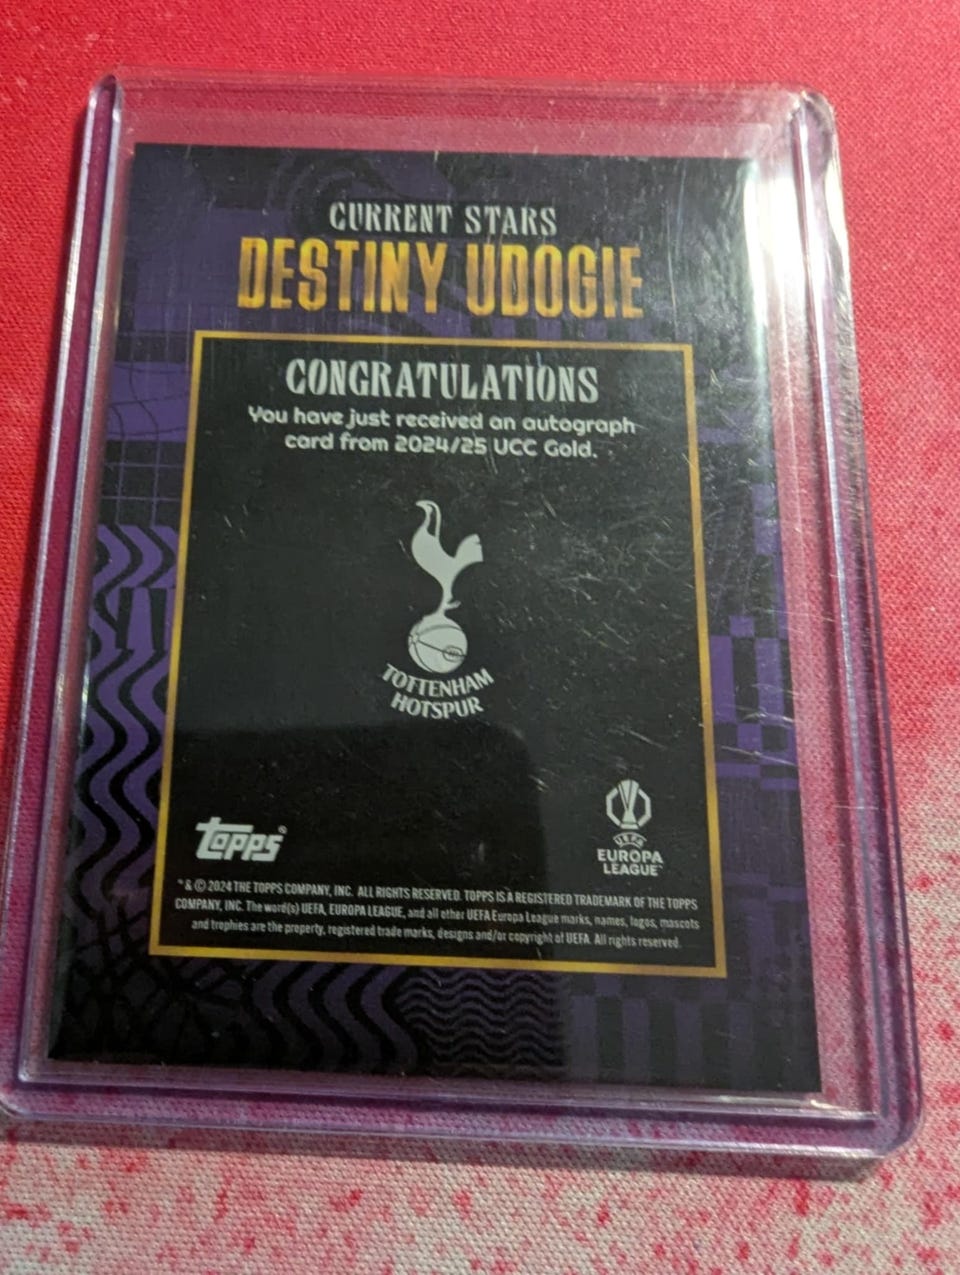 CURRENT STARS
DESTINY UDOGIE
CONGRATULATIONS
You have just received an autograph
card from 2024/25 UCC Gold.
TOTTENHAM
HOTSPUR
topps®
UEFA
EUROPA
LEAGUE™
® & © 2024 THE TOPPS COMPANY, INC. ALL RIGHTS RESERVED. TOPPS IS A REGISTERED TRADEMARK OF THE TOPPS
COMPANY, INC. The word(s) UEFA, EUROPA LEAGUE, and all other UEFA Europa League marks, names, logos, mascots
and trophies are the property, registered trade marks, designs and/or copyright of UEFA. All rights reserved.